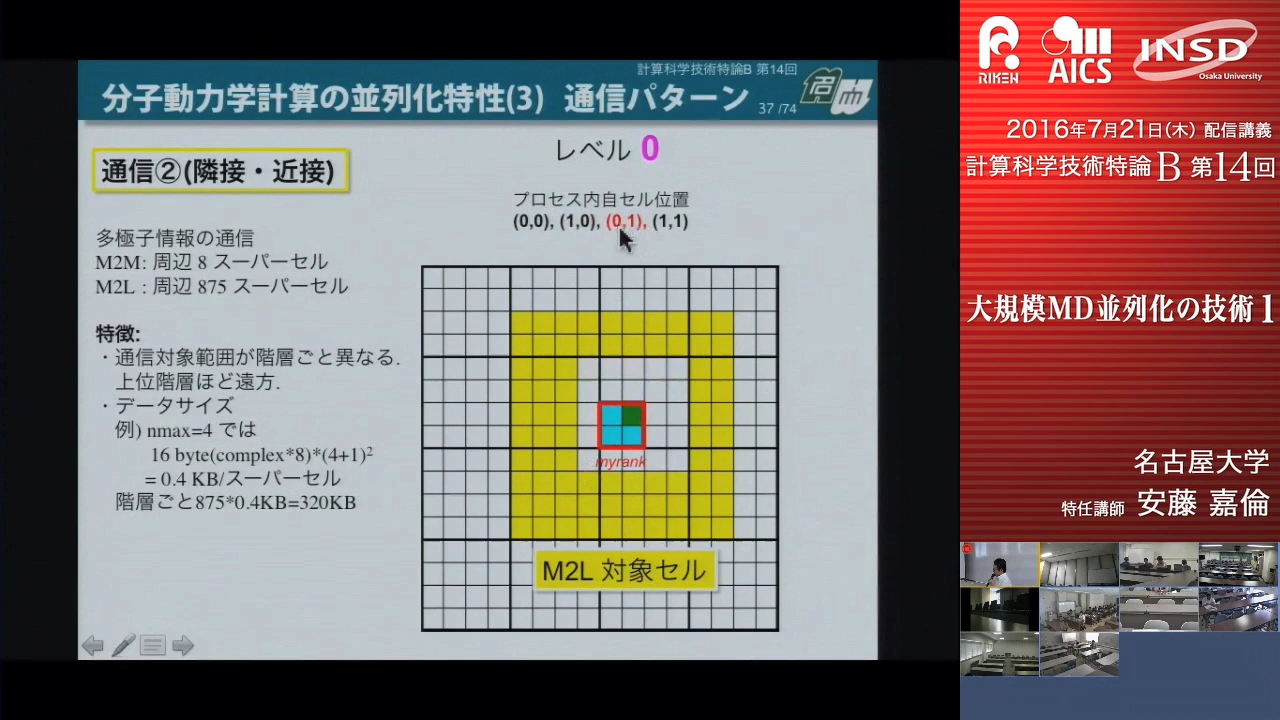 計算科学技術特論B 第14回
分子動力学計算の並列化特性(3) 通信パターン
37 /74
通信②(隣接・近接)
レベル 0
プロセス内自セル位置
(0,0), (1,0), (0,1), (1,1)
多極子情報の通信
M2M: 周辺 8 スーパーセル
M2L : 周辺 875 スーパーセル
特徴:
・通信対象範囲が階層ごと異なる.
上位階層ほど遠方.
・データサイズ
例) nmax=4 では
16 byte(complex*8)*(4+1)²
= 0.4 KB/スーパーセル
階層ごと875*0.4KB=320KB
myrank
M2L 対象セル
RIKEN
AICS
INSD
Osaka University
2016年7月21日(木) 配信講義
計算科学技術特論 B 第14回
大規模MD並列化の技術1
名古屋大学
特任講師 安藤 嘉倫